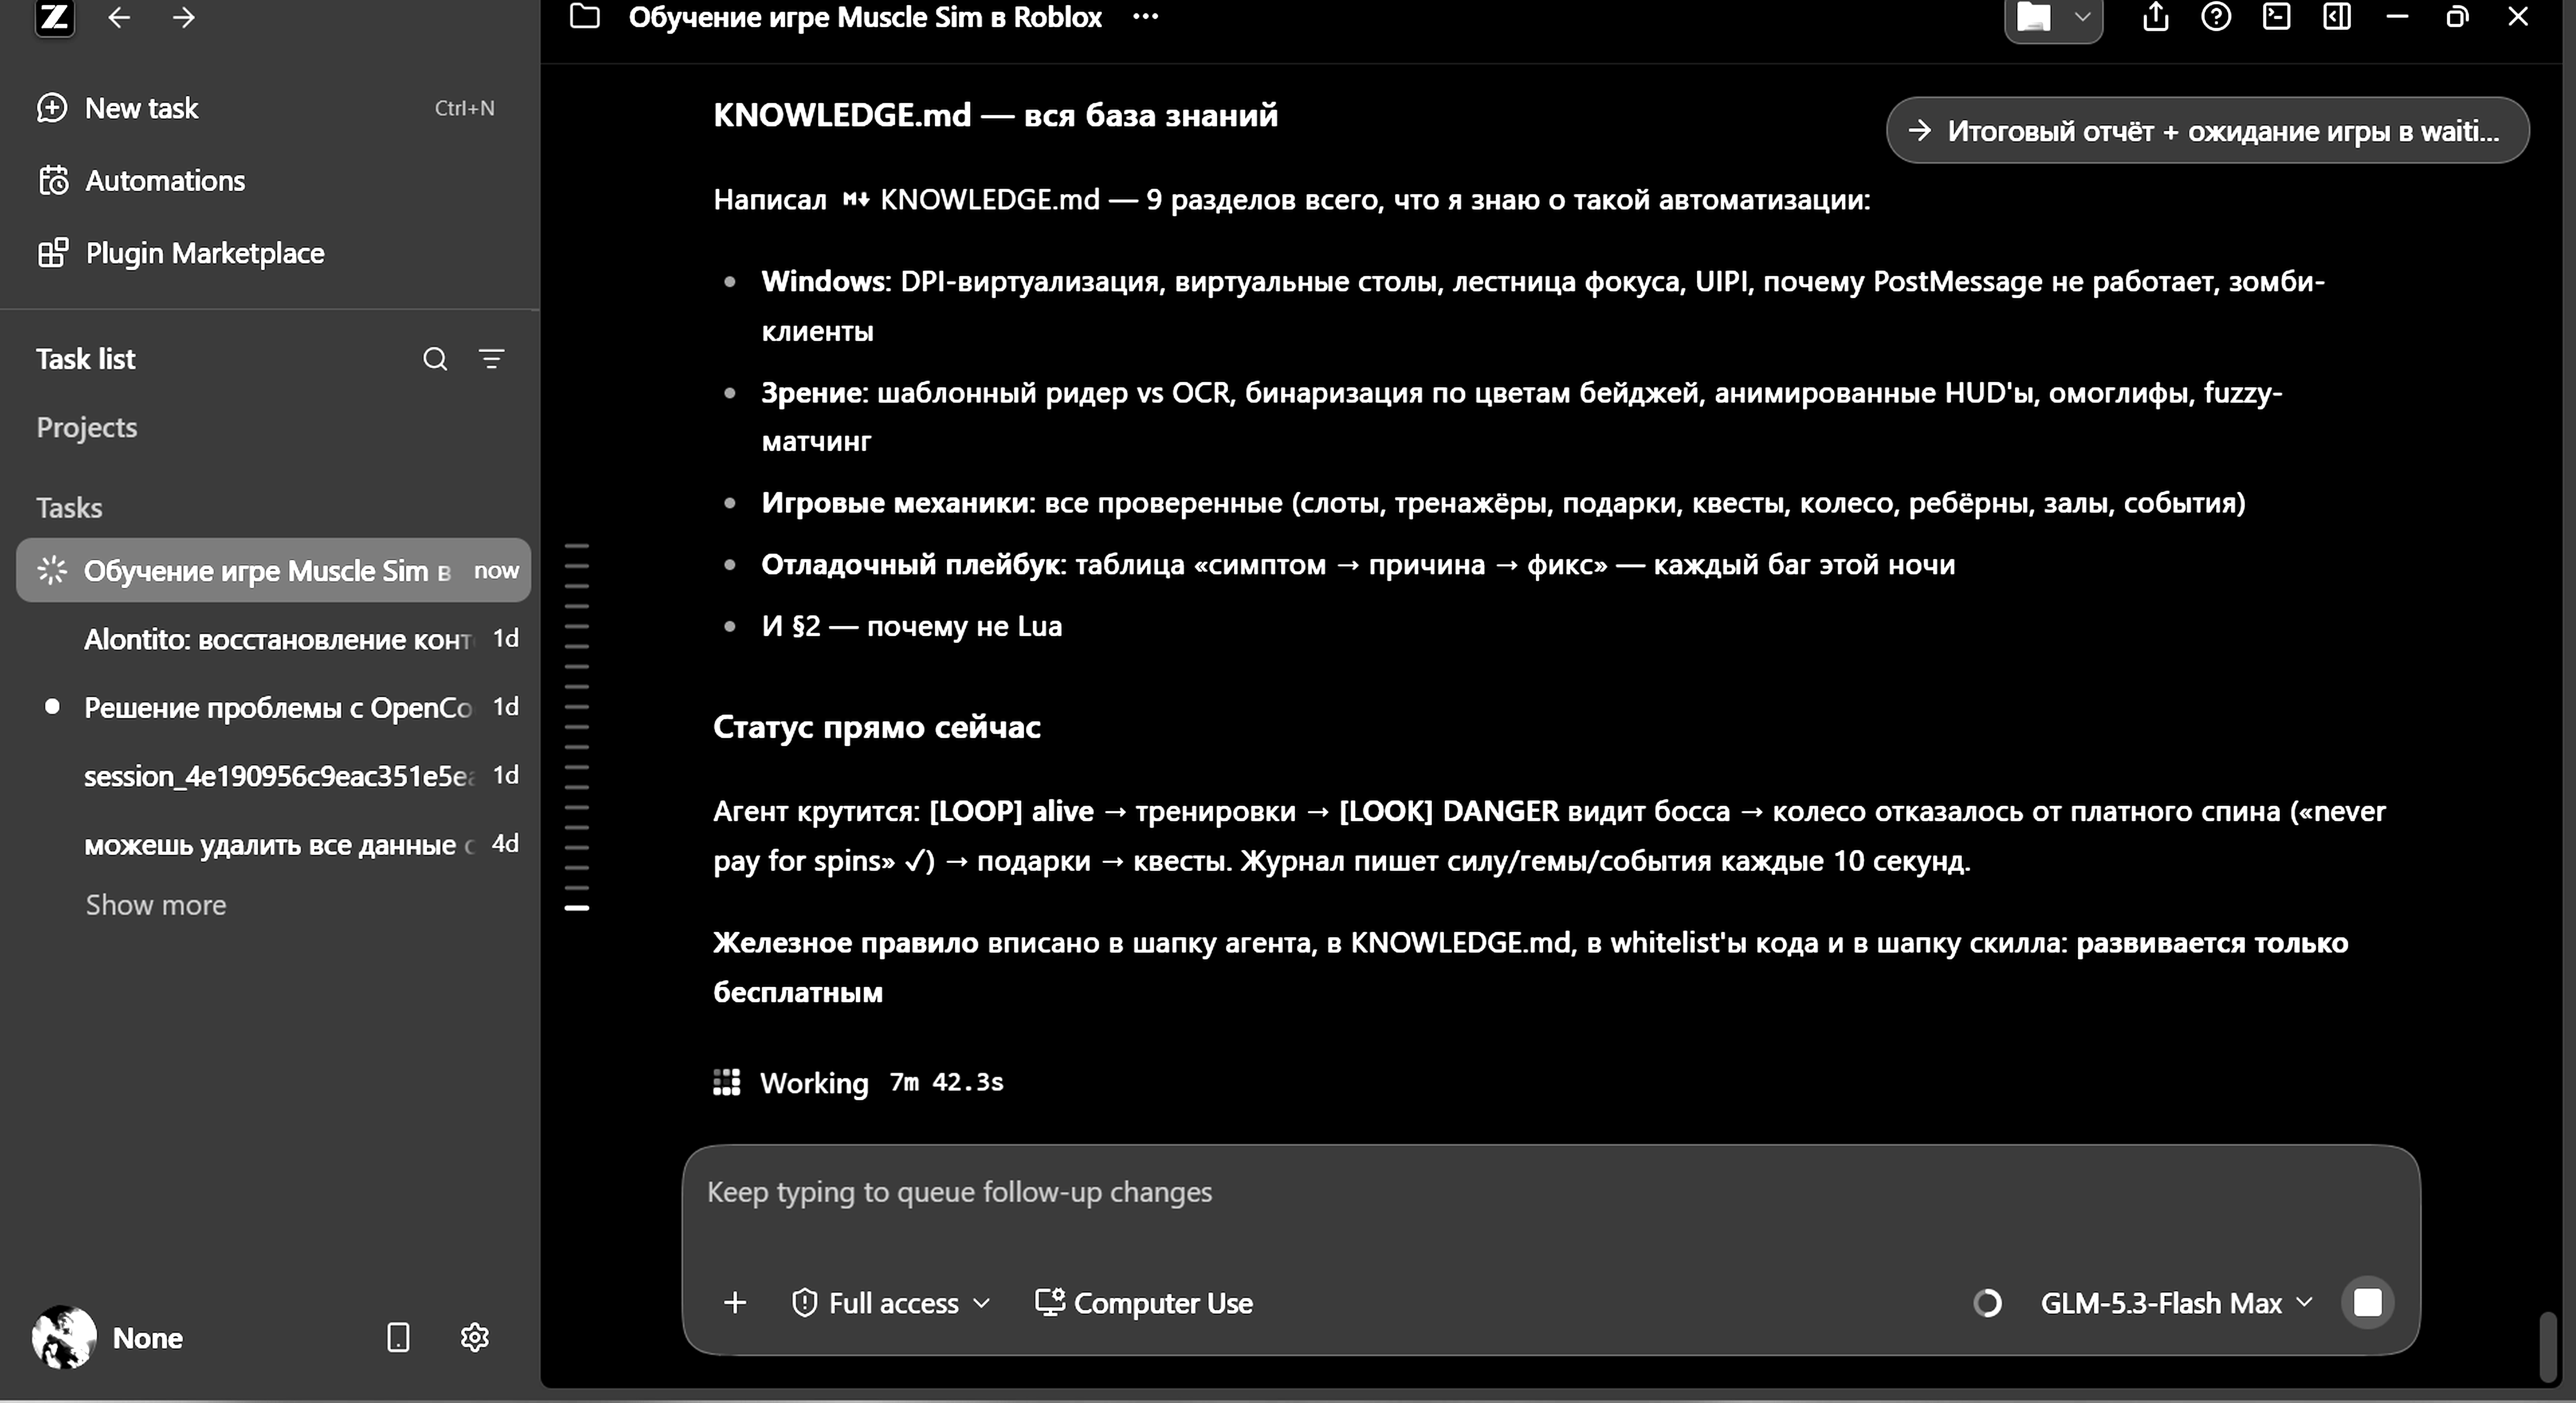 Z
Обучение игре Muscle Sim в Roblox ...
New task Ctrl+N
Automations
Plugin Marketplace
Task list
Projects
Tasks
Обучение игре Muscle Sim в now
Alontito: восстановление конт 1d
Решение проблемы с OpenCo 1d
session_4e190956c9eac351e5ea 1d
можешь удалить все данные с 4d
Show more
None
→ Итоговый отчёт + ожидание игры в waiti...
KNOWLEDGE.md — вся база знаний
Написал M↓ KNOWLEDGE.md — 9 разделов всего, что я знаю о такой автоматизации:
• Windows: DPI-виртуализация, виртуальные столы, лестница фокуса, UIPI, почему PostMessage не работает, зомби-
клиенты
• Зрение: шаблонный ридер vs OCR, бинаризация по цветам бейджей, анимированные HUD'ы, омоглифы, fuzzy-
матчинг
• Игровые механики: все проверенные (слоты, тренажёры, подарки, квесты, колесо, ребёрны, залы, события)
• Отладочный плейбук: таблица «симптом → причина → фикс» — каждый баг этой ночи
• И §2 — почему не Lua
Статус прямо сейчас
Агент крутится: [LOOP] alive → тренировки → [LOOK] DANGER видит босса → колесо отказалось от платного спина («never
pay for spins» ✓) → подарки → квесты. Журнал пишет силу/гемы/события каждые 10 секунд.
Железное правило вписано в шапку агента, в KNOWLEDGE.md, в whitelist'ы кода и в шапку скилла: развивается только
бесплатным
Working 7m 42.3s
Keep typing to queue follow-up changes
+ Full access Computer Use GLM-5.3-Flash Max